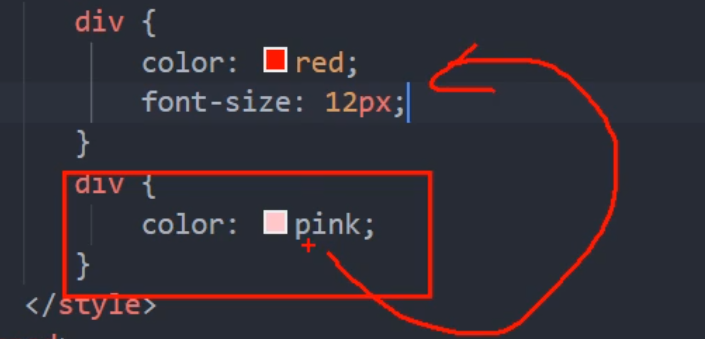 div {
color: red;
font-size: 12px;
}
div {
color: pink;
}
</style>